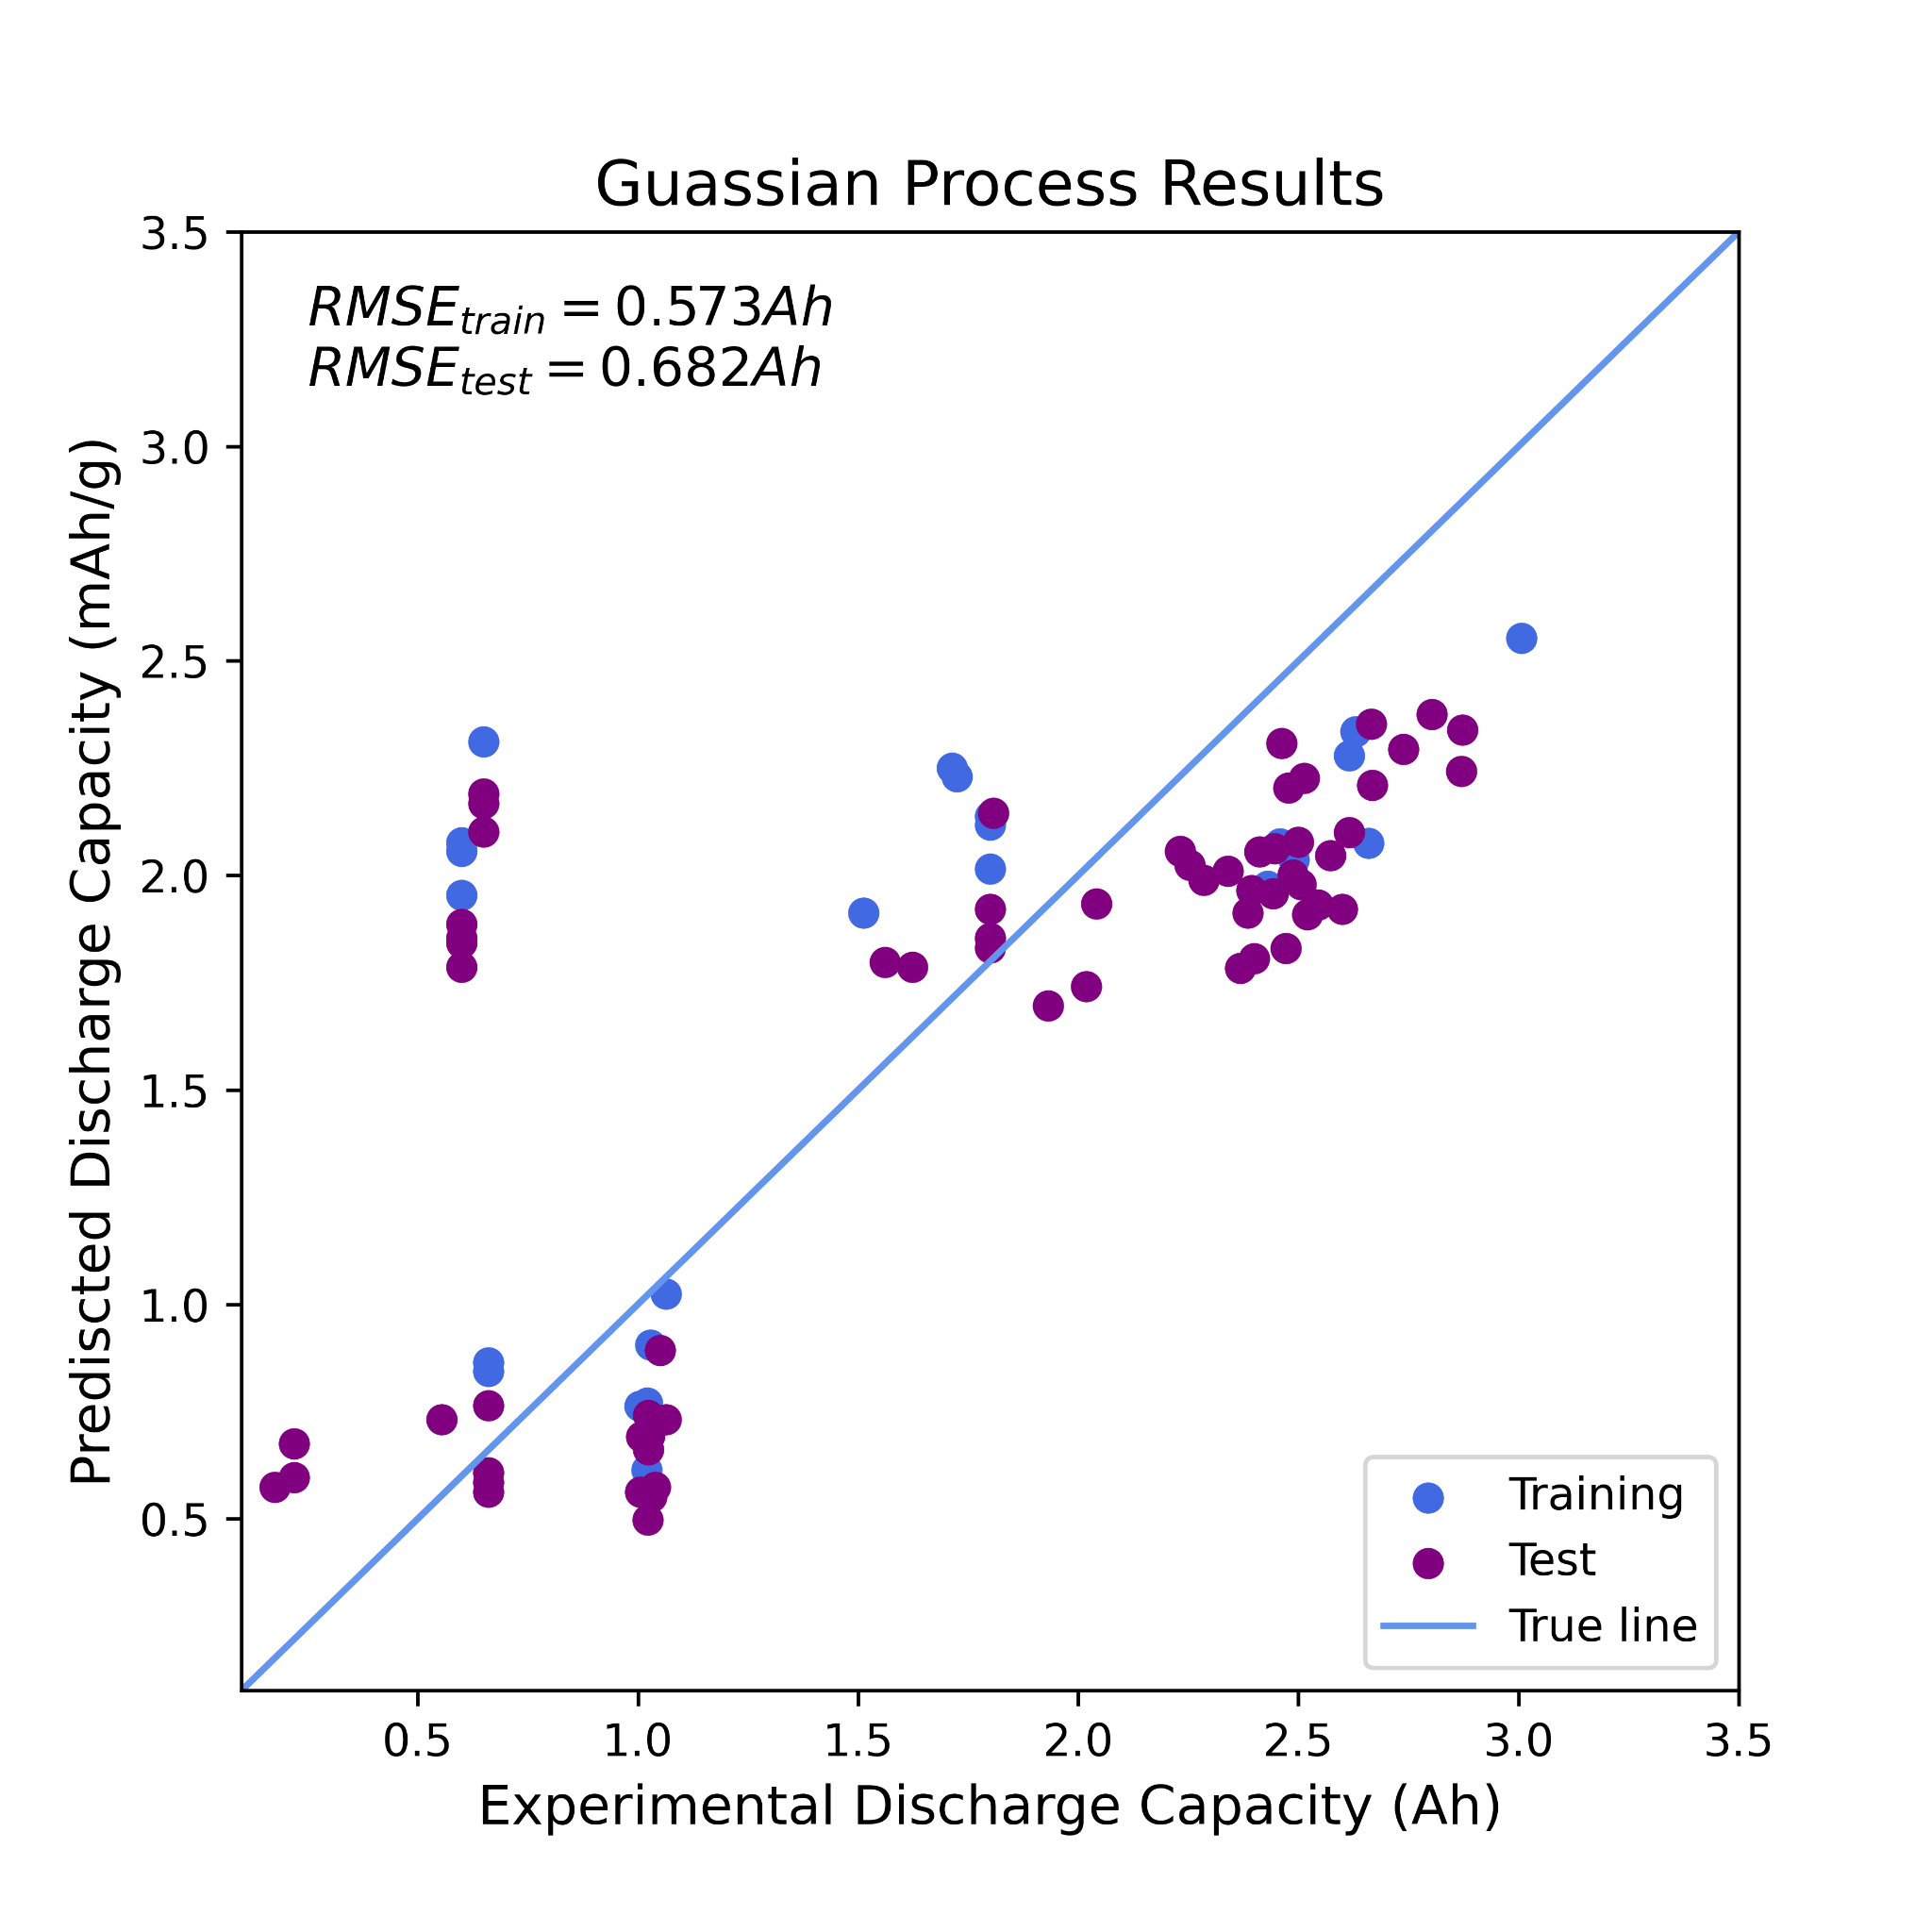 Guassian Process Results
RMSE_train = 0.573Ah
RMSE_test = 0.682Ah
Prediscted Discharge Capacity (mAh/g)
3.5
3.0
2.5
2.0
1.5
1.0
0.5
Training
Test
True line
0.5 1.0 1.5 2.0 2.5 3.0 3.5
Experimental Discharge Capacity (Ah)